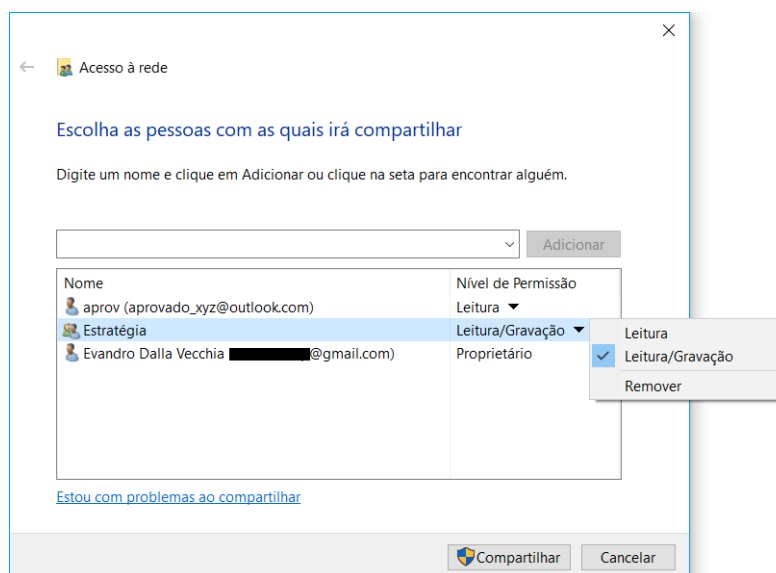 Acesso à rede
Escolha as pessoas com as quais irá compartilhar
Digite um nome e clique em Adicionar ou clique na seta para encontrar alguém.
Adicionar
Nome Nível de Permissão
aprov (aprovado_xyz@outlook.com) Leitura
Estratégia Leitura/Gravação
Evandro Dalla Vecchia @gmail.com) Proprietário
Leitura
Leitura/Gravação
Remover
Estou com problemas ao compartilhar
Compartilhar Cancelar